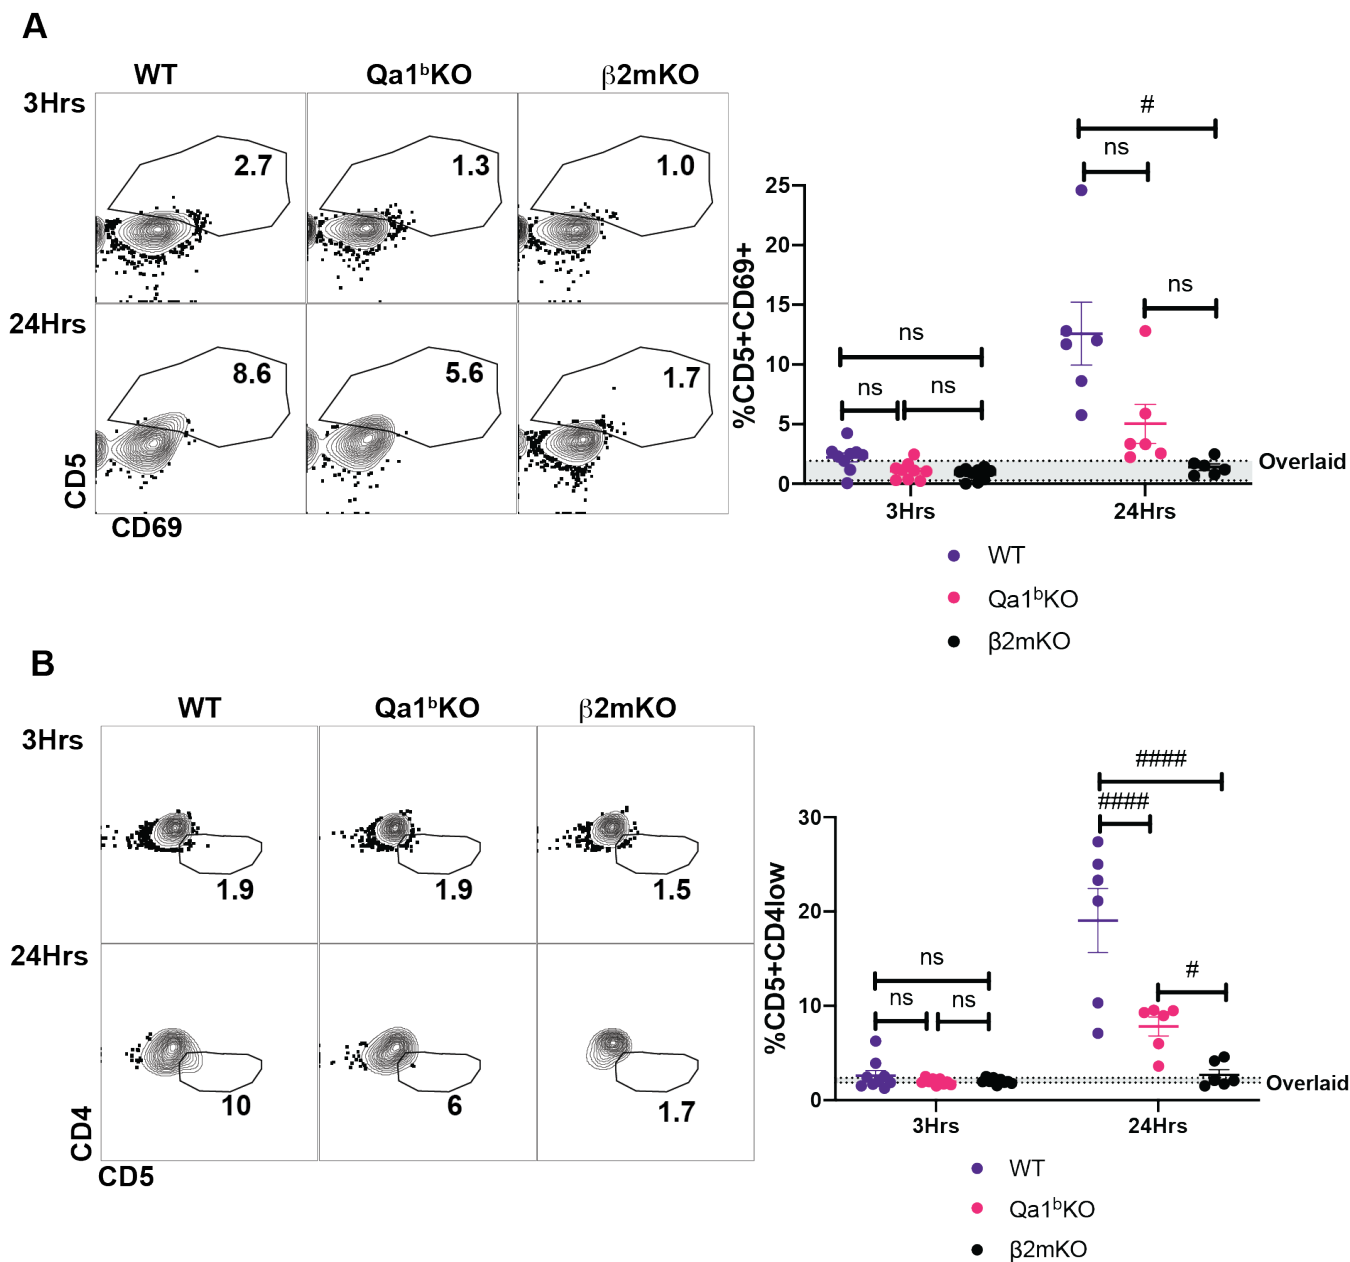 A
WT Qa1ᵇKO β2mKO
3Hrs
2.7 1.3 1.0
24Hrs
8.6 5.6 1.7
CD5
CD69
#
ns
ns
ns
ns ns
%CD5+CD69+
25
20
15
10
5
0
Overlaid
3Hrs 24Hrs
WT
Qa1ᵇKO
β2mKO
B
WT Qa1ᵇKO β2mKO
3Hrs
1.9 1.9 1.5
24Hrs
10 6 1.7
CD4
CD5
####
####
#
ns
ns ns
%CD5+CD4low
30
20
10
0
Overlaid
3Hrs 24Hrs
WT
Qa1ᵇKO
β2mKO